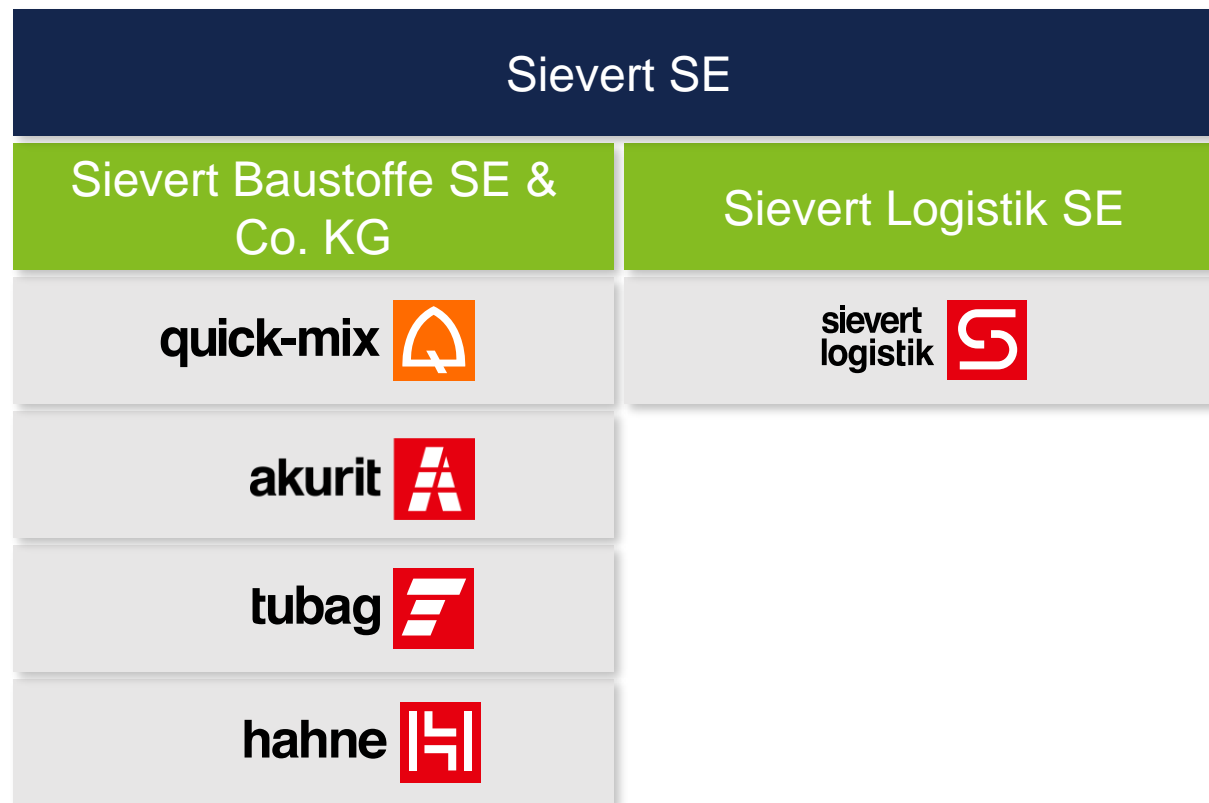 Sievert SE
Sievert Baustoffe SE &
Co. KG
Sievert Logistik SE
quick-mix
sievert
logistik
akurit
tubag
hahne